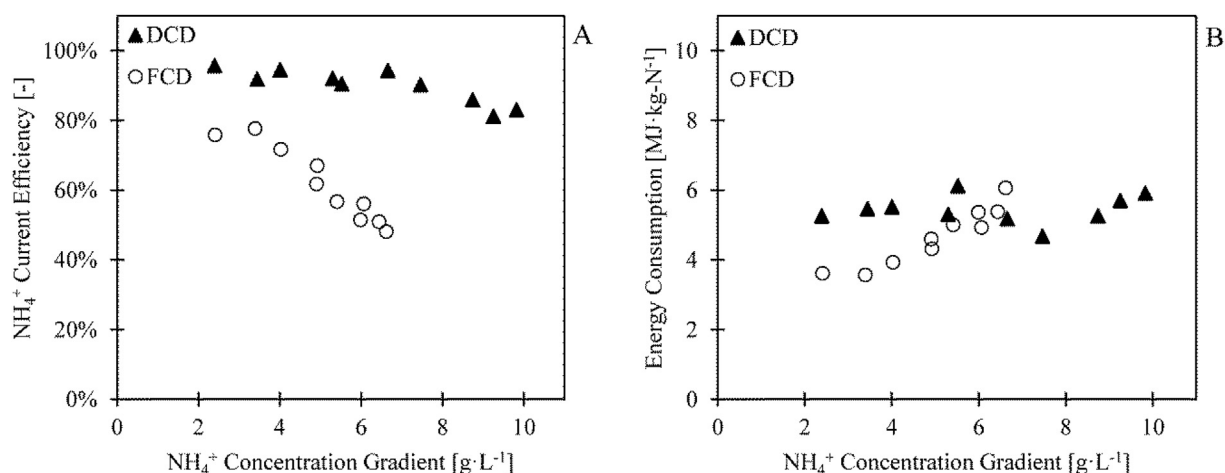 A
▲ DCD
○ FCD
NH₄⁺ Current Efficiency [-]
100%
80%
60%
40%
20%
0%
0 2 4 6 8 10
NH₄⁺ Concentration Gradient [g·L⁻¹]
B
▲ DCD
○ FCD
Energy Consumption [MJ·kg-N⁻¹]
10
8
6
4
2
0
0 2 4 6 8 10
NH₄⁺ Concentration Gradient [g·L⁻¹]